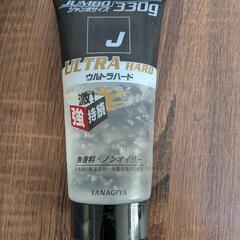 JUMBO
ジャンボサイズ
330g
J
ULTRA HARD
ウルトラハード
激
強 持続
無香料・ノンオイリー
YANAGIYA